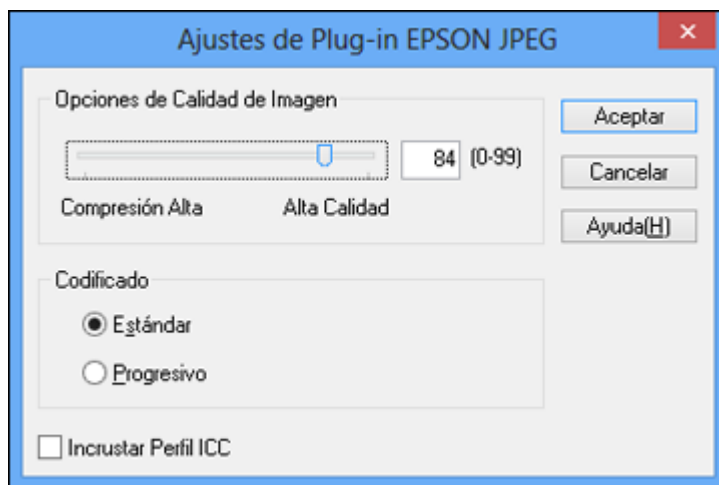 Ajustes de Plug-in EPSON JPEG
Opciones de Calidad de Imagen
84 (0-99)
Compresión Alta Alta Calidad
Aceptar
Cancelar
Ayuda(H)
Codificado
Estándar
Progresivo
Incrustar Perfil ICC